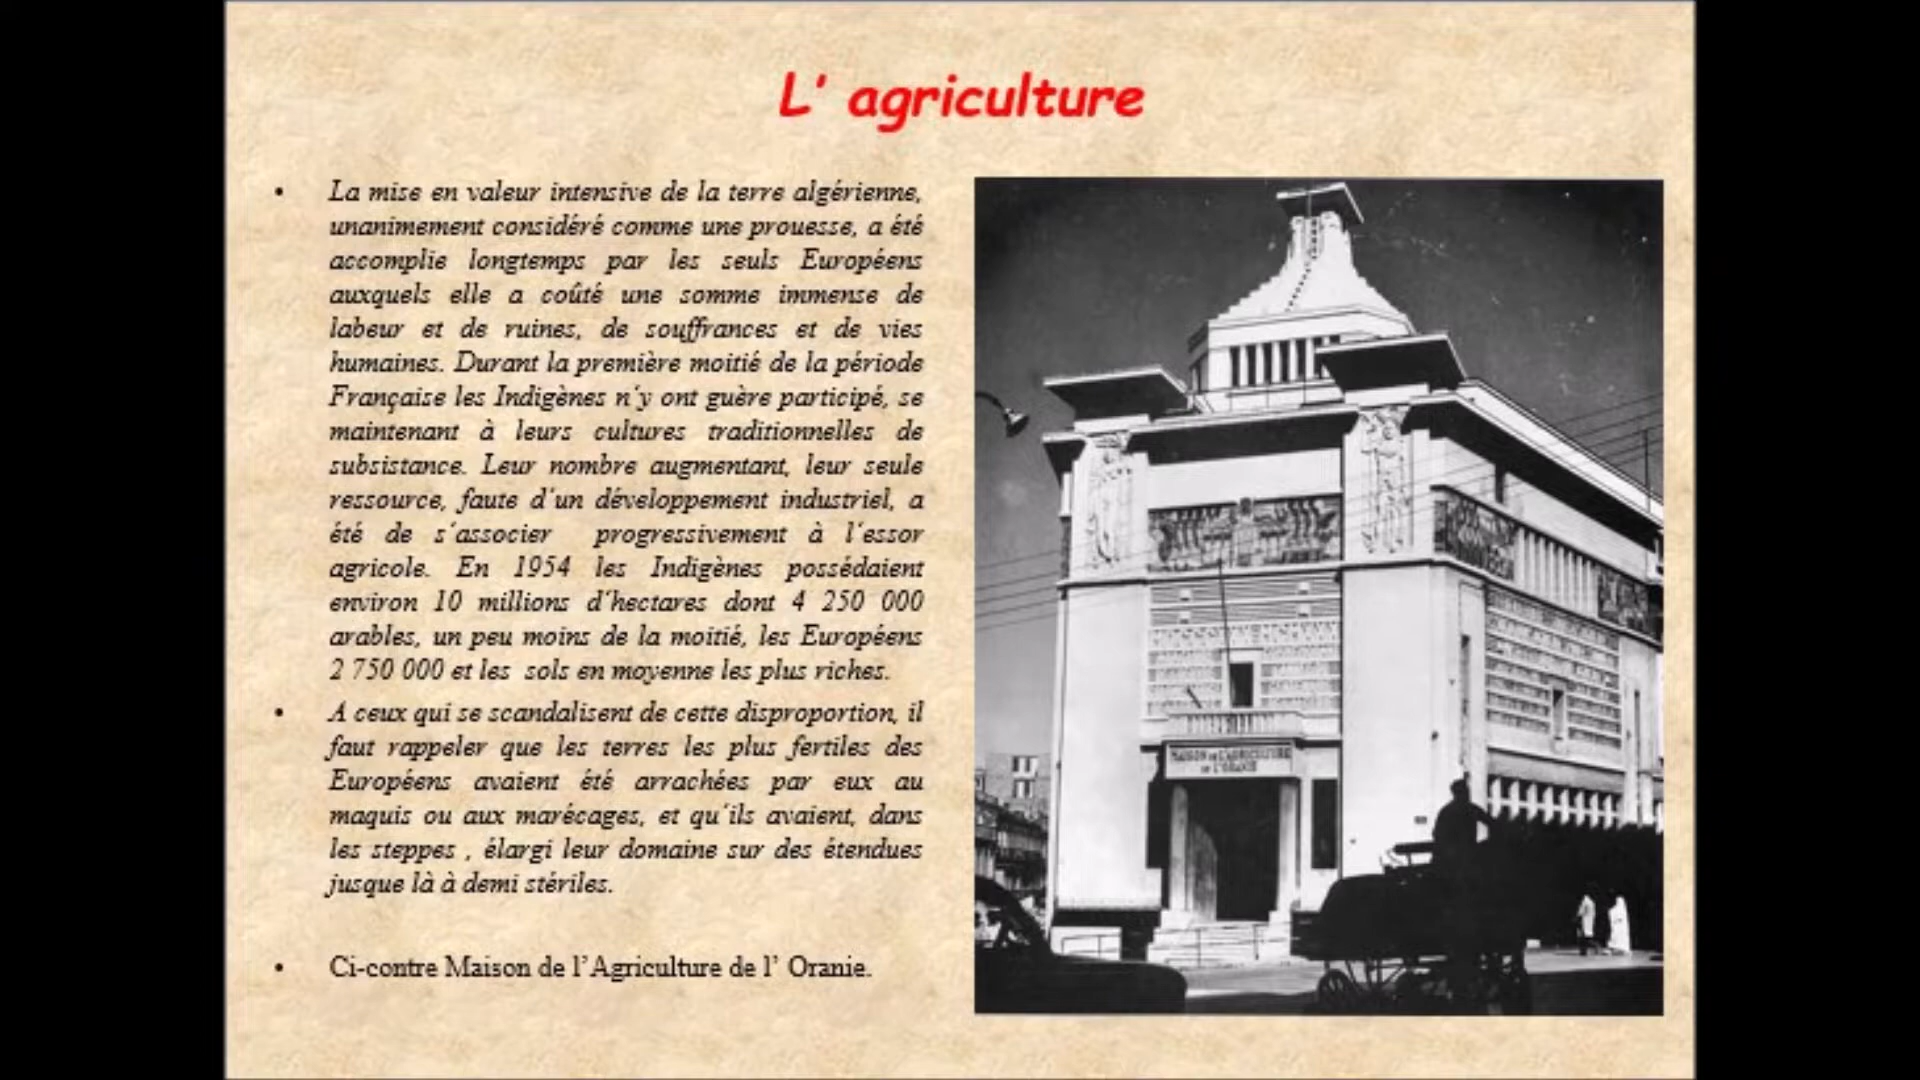 L' agriculture
• La mise en valeur intensive de la terre algérienne,
unanimement considéré comme une prouesse, a été
accomplie longtemps par les seuls Européens
auxquels elle a coûté une somme immense de
labeur et de ruines, de souffrances et de vies
humaines. Durant la première moitié de la période
Française les Indigènes n'y ont guère participé, se
maintenant à leurs cultures traditionnelles de
subsistance. Leur nombre augmentant, leur seule
ressource, faute d'un développement industriel, a
été de s'associer progressivement à l'essor
agricole. En 1954 les Indigènes possédaient
environ 10 millions d'hectares dont 4 250 000
arables, un peu moins de la moitié, les Européens
2 750 000 et les sols en moyenne les plus riches.
• A ceux qui se scandalisent de cette disproportion, il
faut rappeler que les terres les plus fertiles des
Européens avaient été arrachées par eux au
maquis ou aux marécages, et qu'ils avaient, dans
les steppes , élargi leur domaine sur des étendues
jusque là à demi stériles.
• Ci-contre Maison de l'Agriculture de l' Oranie.
MAISON DE L'AGRICULTURE
DE L'ORANIE